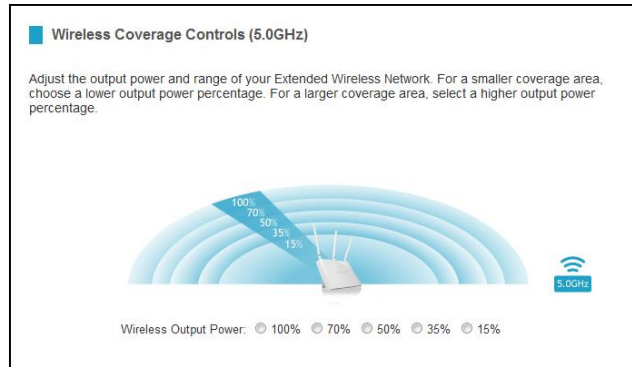 Wireless Coverage Controls (5.0GHz)
Adjust the output power and range of your Extended Wireless Network. For a smaller coverage area,
choose a lower output power percentage. For a larger coverage area, select a higher output power
percentage.
100%
70%
50%
35%
15%
5.0GHz
Wireless Output Power: 100% 70% 50% 35% 15%